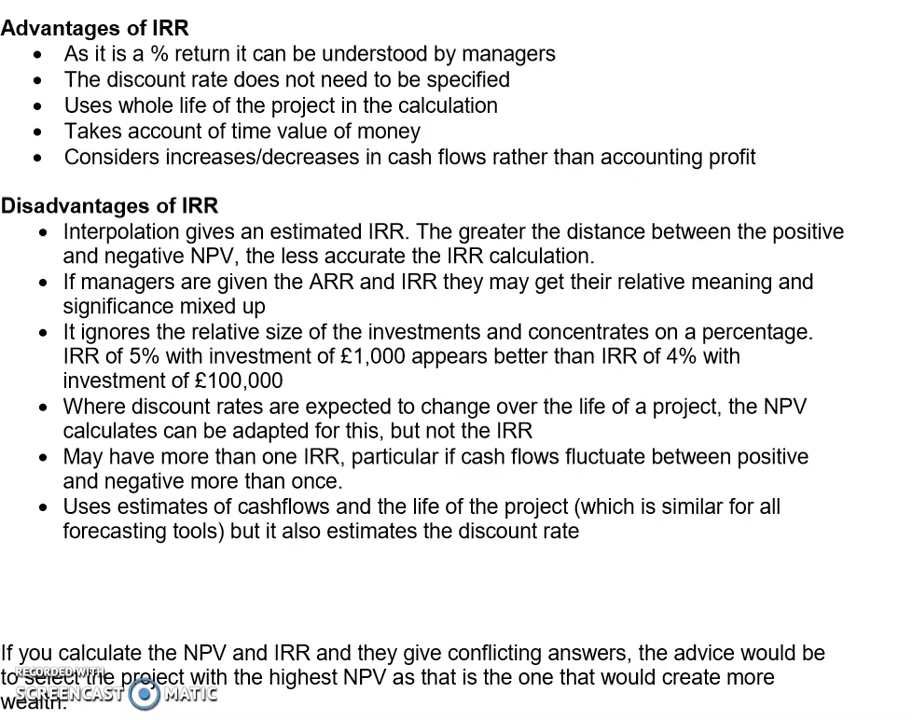 Advantages of IRR
• As it is a % return it can be understood by managers
• The discount rate does not need to be specified
• Uses whole life of the project in the calculation
• Takes account of time value of money
• Considers increases/decreases in cash flows rather than accounting profit
Disadvantages of IRR
• Interpolation gives an estimated IRR. The greater the distance between the positive
and negative NPV, the less accurate the IRR calculation.
• If managers are given the ARR and IRR they may get their relative meaning and
significance mixed up
• It ignores the relative size of the investments and concentrates on a percentage.
IRR of 5% with investment of £1,000 appears better than IRR of 4% with
investment of £100,000
• Where discount rates are expected to change over the life of a project, the NPV
calculates can be adapted for this, but not the IRR
• May have more than one IRR, particular if cash flows fluctuate between positive
and negative more than once.
• Uses estimates of cashflows and the life of the project (which is similar for all
forecasting tools) but it also estimates the discount rate
If you calculate the NPV and IRR and they give conflicting answers, the advice would be
to select the project with the highest NPV as that is the one that would create more
wealth.
RECORDED WITH
SCREENCAST MATIC